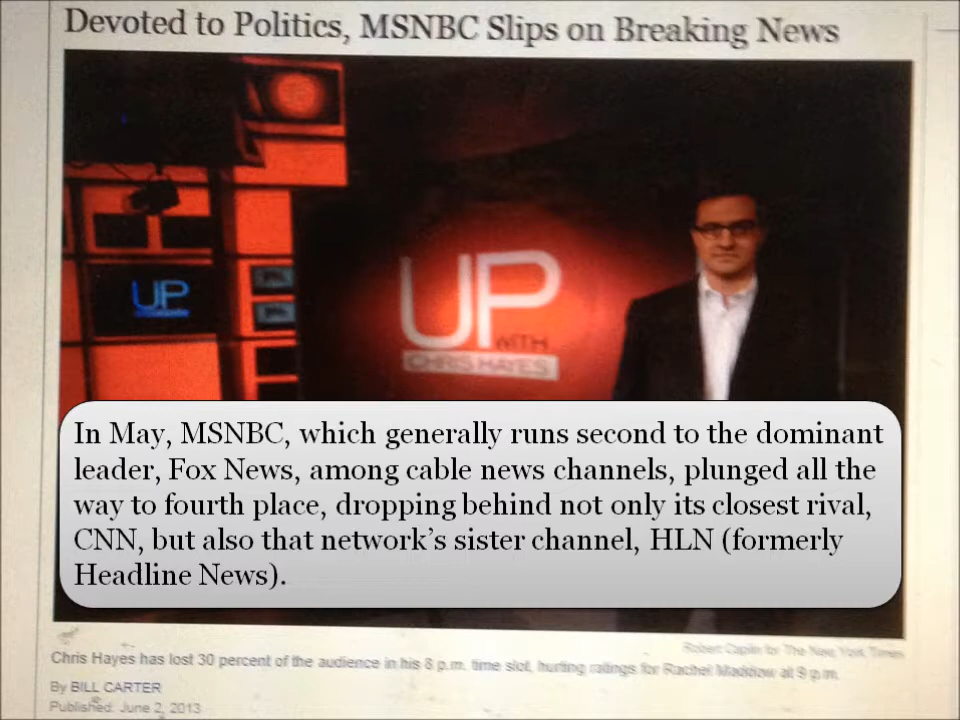 Devoted to Politics, MSNBC Slips on Breaking News
UP
UP
WITH
CHRIS HAYES
In May, MSNBC, which generally runs second to the dominant
leader, Fox News, among cable news channels, plunged all the
way to fourth place, dropping behind not only its closest rival,
CNN, but also that network’s sister channel, HLN (formerly
Headline News).
Robert Caplin for The New York Times
Chris Hayes has lost 30 percent of the audience in his 8 p.m. time slot, hurting ratings for Rachel Maddow at 9 p.m.
By BILL CARTER
Published: June 2, 2013